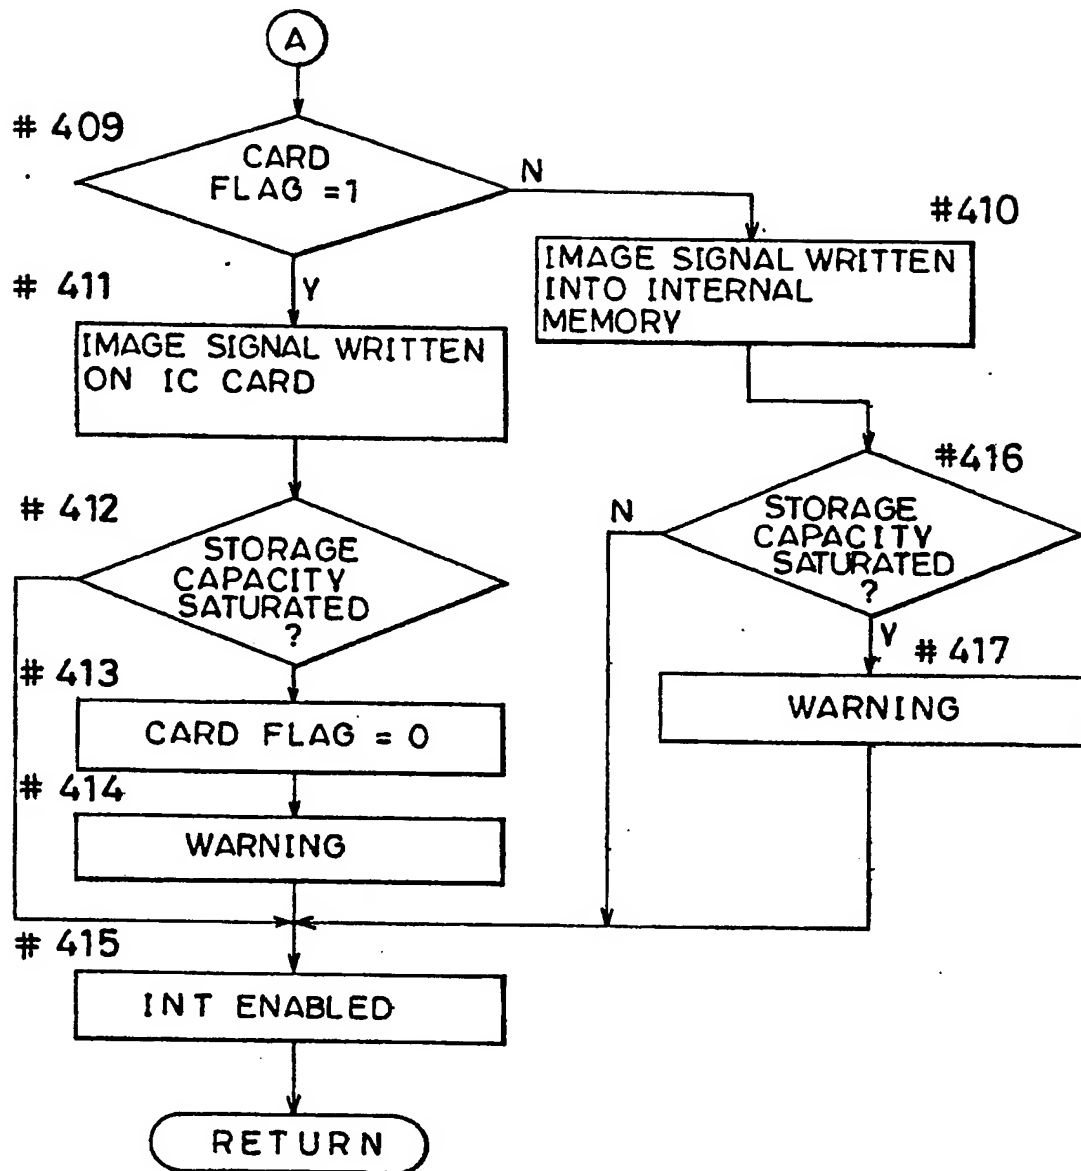 A
# 409
CARD
FLAG =1
N
#410
# 411
Y
IMAGE SIGNAL WRITTEN
INTO INTERNAL
MEMORY
IMAGE SIGNAL WRITTEN
ON IC CARD
#416
# 412
N
STORAGE
CAPACITY
SATURATED
?
STORAGE
CAPACITY
SATURATED
?
Y
# 417
# 413
WARNING
CARD FLAG = 0
# 414
WARNING
# 415
INT ENABLED
RETURN